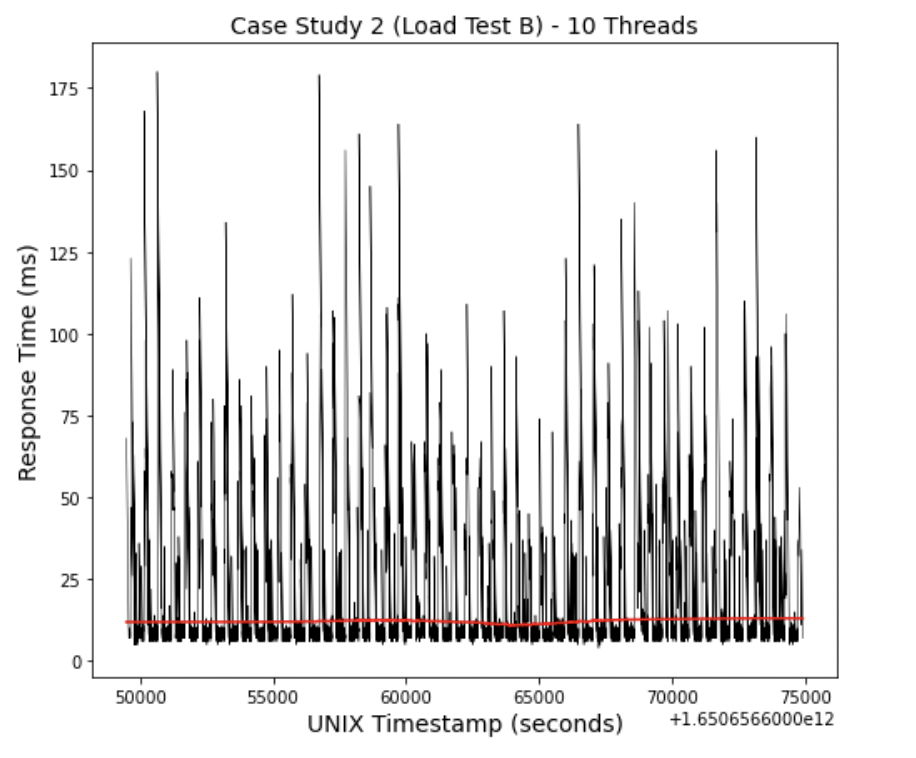 Case Study 2 (Load Test B) - 10 Threads
Response Time (ms)
175
150
125
100
75
50
25
0
50000 55000 60000 65000 70000 75000
+1.6506566000e12
UNIX Timestamp (seconds)